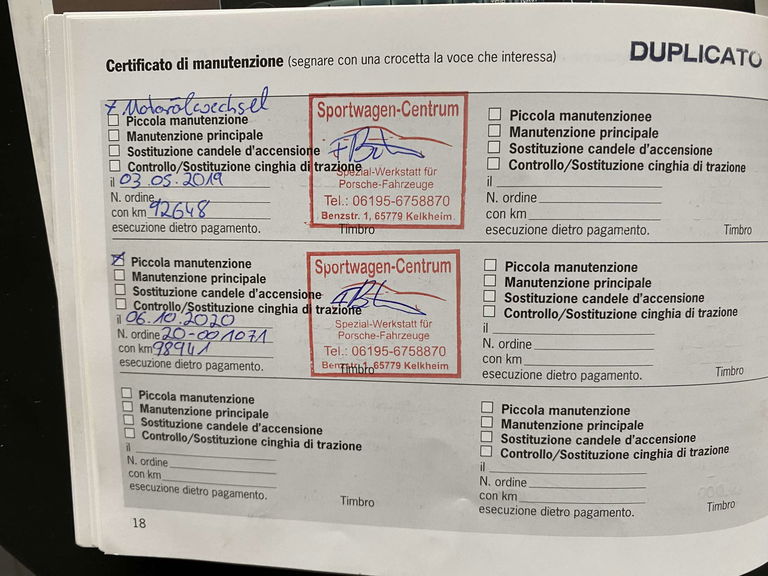 Certificato di manutenzione (segnare con una crocetta la voce che interessa)
DUPLICATO
x Motorölwechsel
Piccola manutenzione
Manutenzione principale
Sostituzione candele d'accensione
Controllo/Sostituzione cinghia di trazione
il 03.05.2019
N. ordine
con km 92648
esecuzione dietro pagamento.
Timbro
Sportwagen-Centrum
Spezial-Werkstatt für
Porsche-Fahrzeuge
Tel.: 06195-6758870
Benzstr. 1, 65779 Kelkheim
Piccola manutenzionee
Manutenzione principale
Sostituzione candele d'accensione
Controllo/Sostituzione cinghia di trazione
il
N. ordine
con km
esecuzione dietro pagamento.
Timbro
x Piccola manutenzione
Manutenzione principale
Sostituzione candele d'accensione
Controllo/Sostituzione cinghia di trazione
il 06.10.2020
N. ordine 20-001071
con km 98941
esecuzione dietro pagamento.
Timbro
Sportwagen-Centrum
Spezial-Werkstatt für
Porsche-Fahrzeuge
Tel.: 06195-6758870
Benzstr. 1, 65779 Kelkheim
Piccola manutenzione
Manutenzione principale
Sostituzione candele d'accensione
Controllo/Sostituzione cinghia di trazione
il
N. ordine
con km
esecuzione dietro pagamento.
Timbro
Piccola manutenzione
Manutenzione principale
Sostituzione candele d'accensione
Controllo/Sostituzione cinghia di trazione
il
N. ordine
con km
esecuzione dietro pagamento.
Timbro
Piccola manutenzione
Manutenzione principale
Sostituzione candele d'accensione
Controllo/Sostituzione cinghia di trazione
il
N. ordine
con km
esecuzione dietro pagamento.
Timbro
18